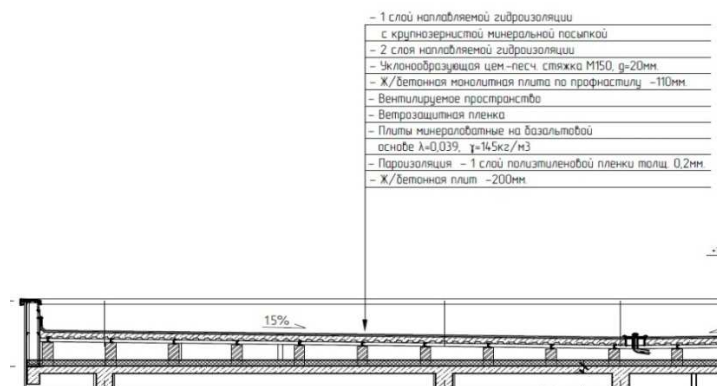 - 1 слой наплавляемой гидроизоляции
с крупнозернистой минеральной посыпкой
- 2 слоя наплавляемой гидроизоляции
- Уклонообразующая цем.-песч. стяжка М150, g=20мм.
- Ж/бетонная монолитная плита по профнастилу -110мм.
- Вентилируемое пространство
- Ветрозащитная пленка
- Плиты минераловатные на базальтовой
основе λ=0,039, γ=145кг/м3
- Пароизоляция - 1 слой полиэтиленовой пленки толщ. 0,2мм.
- Ж/бетонная плит -200мм.
15%